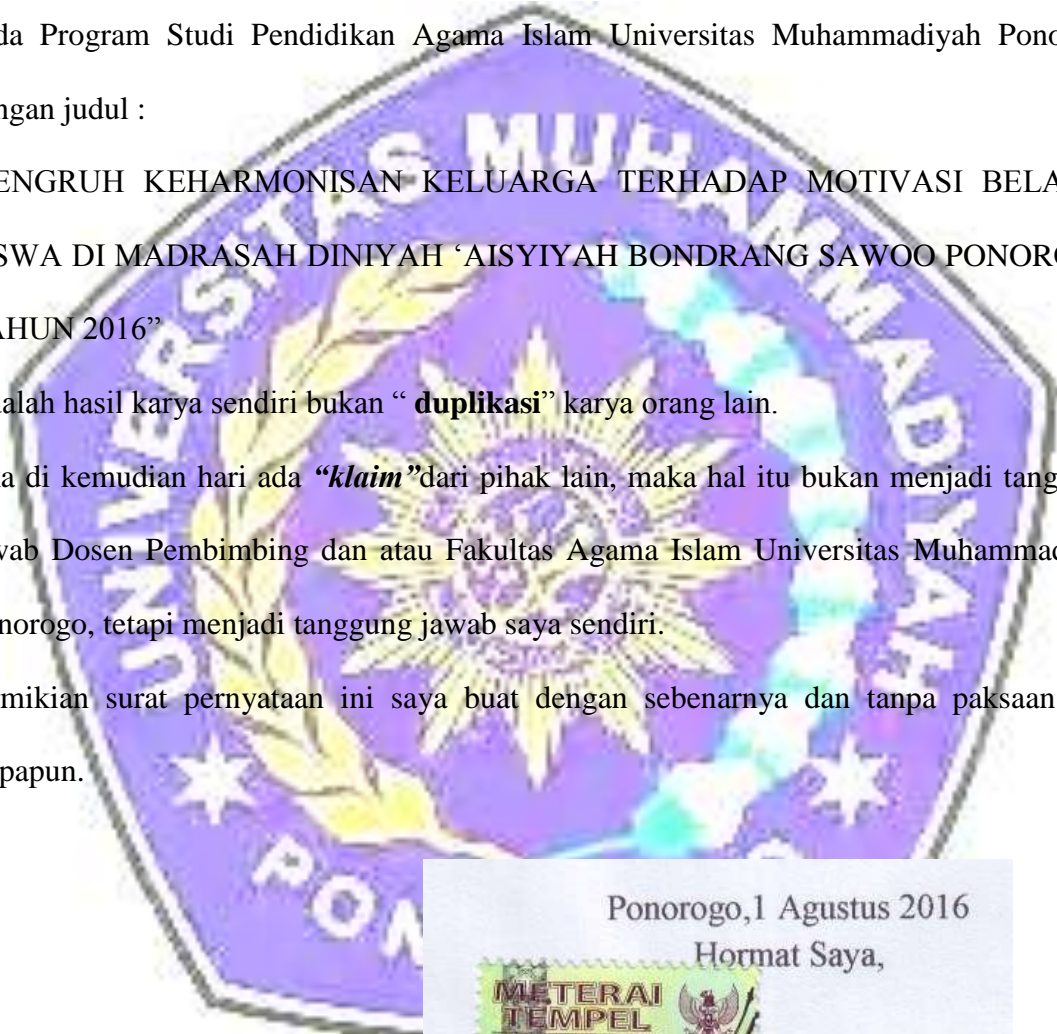 da Program Studi Pendidikan Agama Islam Universitas Muhammadiyah Pono
ngan judul :
ENGRUH KEHARMONISAN KELUARGA TERHADAP MOTIVASI BELA
SWA DI MADRASAH DINIYAH ‘AISYIYAH BONDRANG SAWOO PONORO
AHUN 2016”
alah hasil karya sendiri bukan “ duplikasi” karya orang lain.
a di kemudian hari ada “klaim”dari pihak lain, maka hal itu bukan menjadi tang
wab Dosen Pembimbing dan atau Fakultas Agama Islam Universitas Muhammad
norogo, tetapi menjadi tanggung jawab saya sendiri.
mikian surat pernyataan ini saya buat dengan sebenarnya dan tanpa paksaan
papun.
UNIVERSITAS MUHAMMADIYAH
PON
Ponorogo,1 Agustus 2016
Hormat Saya,
METERAI
TEMPEL